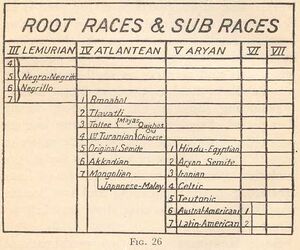 ROOT RACES & SUB RACES
III LEMURIAN IV ATLANTEAN V ARYAN VI VII
4
5 Negro-Negrito
6 Negrillo
7
1 Rmoahal
2 Tlavatli
3 Toltec {Mayas Quichas
4 1st Turanian {ou Chinese
5 Original Semite 1 Hindu-Egyptian
6 Akkadian 2 Aryan Semite
7 Mongolian 3 Iranian
Japanese-Malay 4 Celtic
5 Teutonic
6 Austral-American 1
7 Latin-American 2
FIG. 26